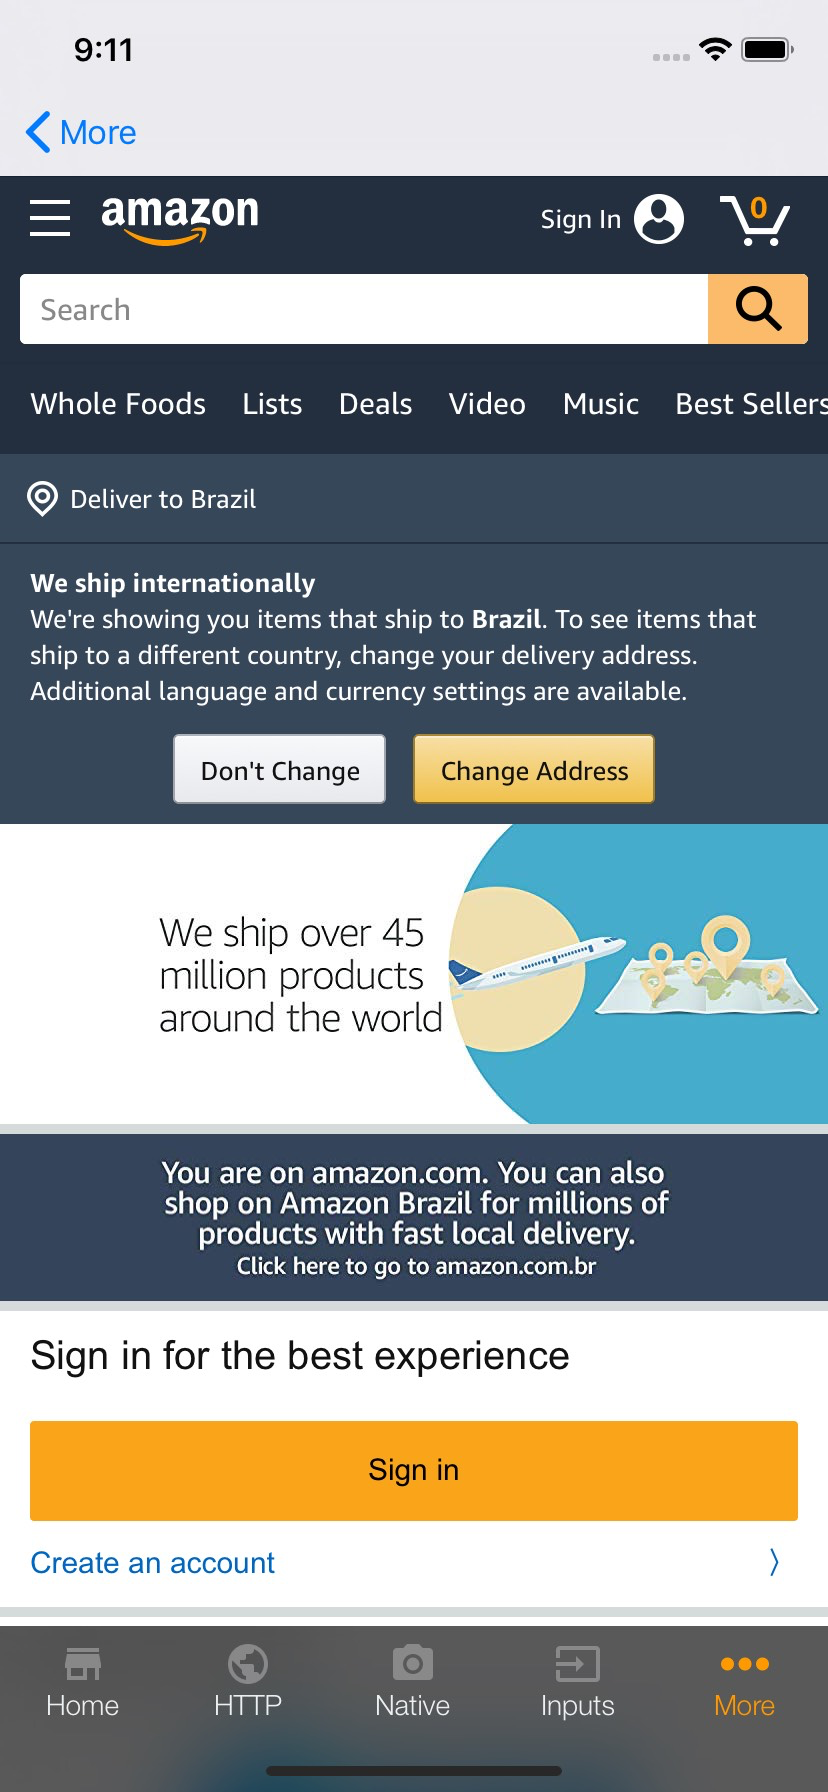 9:11
More
amazon
Sign In
0
Search
Whole Foods Lists Deals Video Music Best Sellers
Deliver to Brazil
We ship internationally
We're showing you items that ship to Brazil. To see items that
ship to a different country, change your delivery address.
Additional language and currency settings are available.
Don't Change Change Address
We ship over 45
million products
around the world
You are on amazon.com. You can also
shop on Amazon Brazil for millions of
products with fast local delivery.
Click here to go to amazon.com.br
Sign in for the best experience
Sign in
Create an account
Home HTTP Native Inputs More